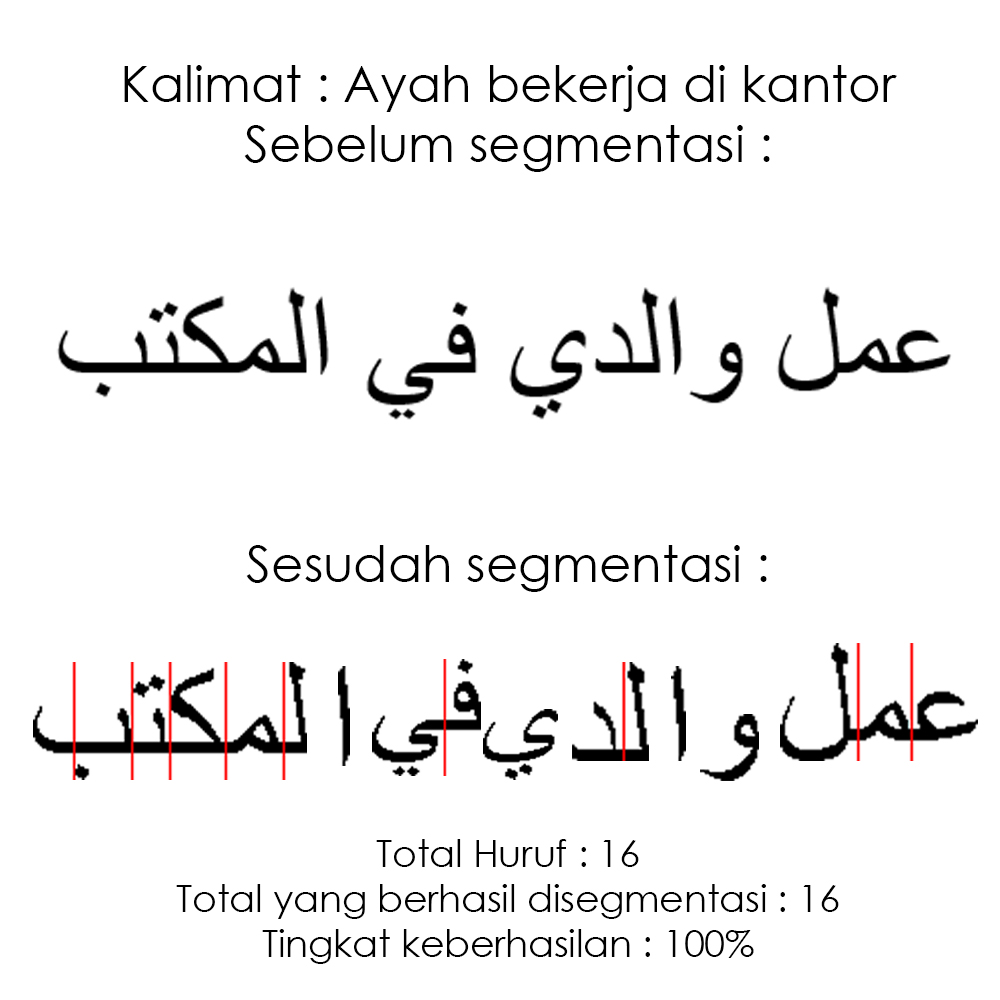 Kalimat : Ayah bekerja di kantor
Sebelum segmentasi :
عمل والدي في المكتب
Sesudah segmentasi :
عمل والدي في المكتب
Total Huruf : 16
Total yang berhasil disegmentasi : 16
Tingkat keberhasilan : 100%